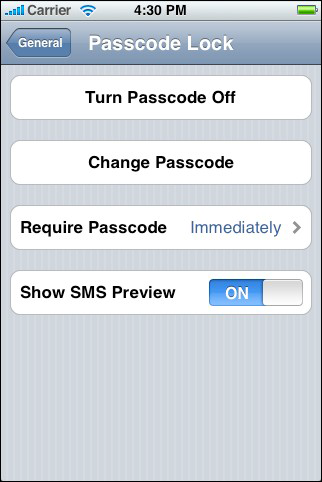 Carrier 4:30 PM
General Passcode Lock
Turn Passcode Off
Change Passcode
Require Passcode Immediately
Show SMS Preview ON